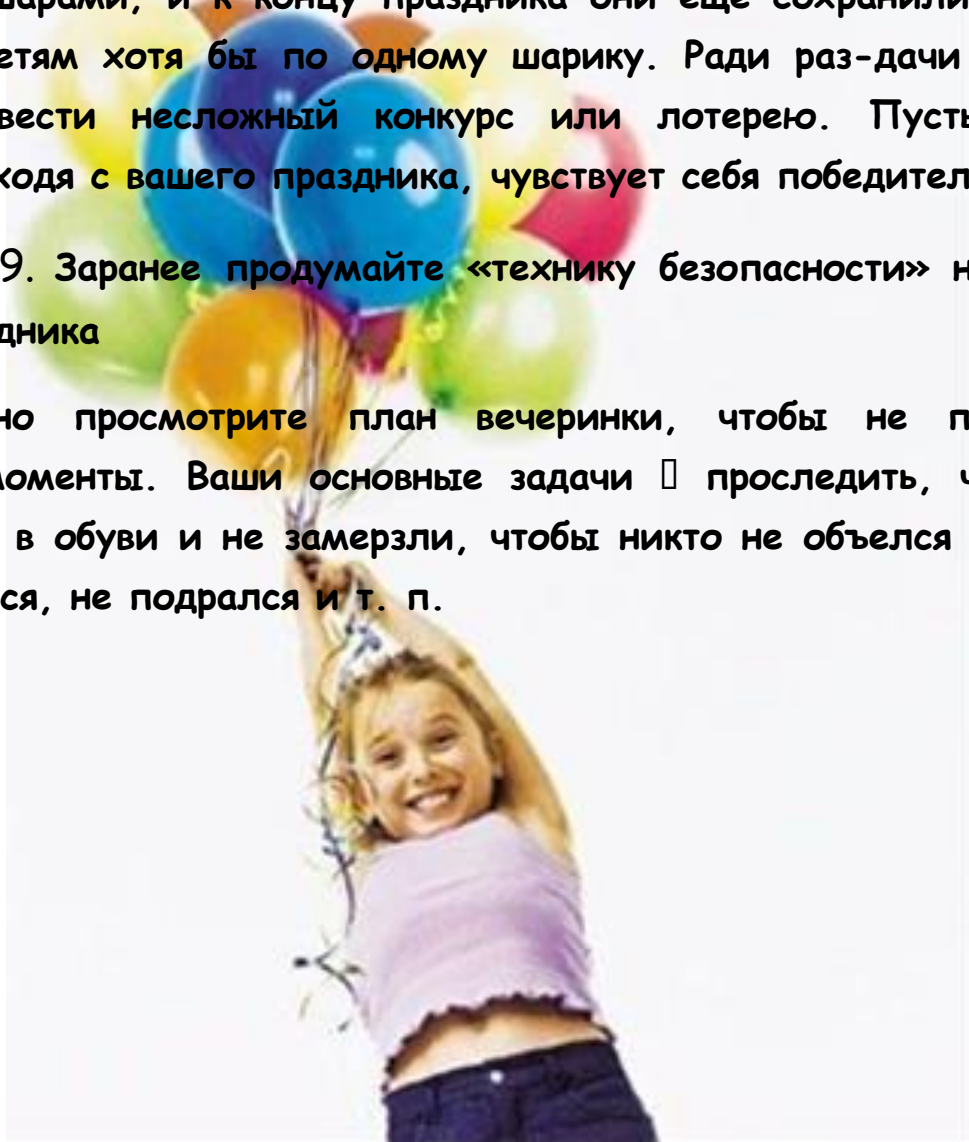 шарами, и к концу праздника они еще сохранили
етям хотя бы по одному шарику. Ради раз-дачи
вести несложный конкурс или лотерею. Пусть
ходя с вашего праздника, чувствует себя победител
9. Заранее продумайте «технику безопасности» н
дника
но просмотрите план вечеринки, чтобы не п
моменты. Ваши основные задачи ▯ проследить, ч
в обуви и не замерзли, чтобы никто не объелся
ся, не подрался и т. п.